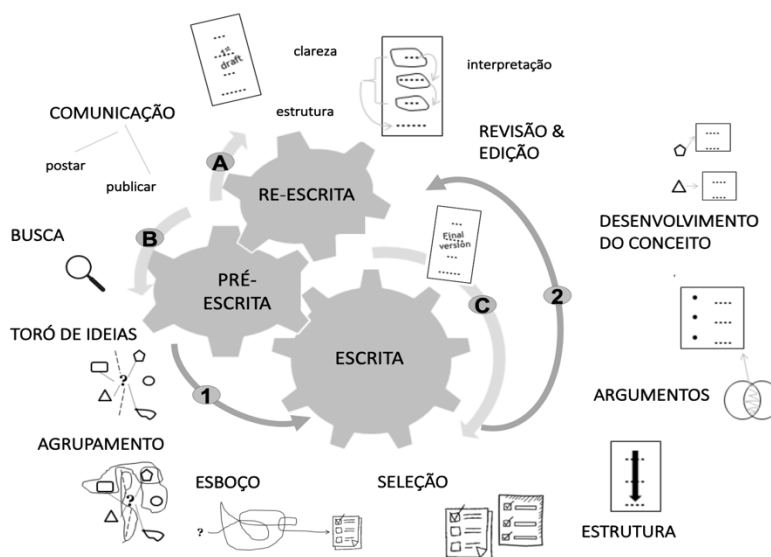 1st
draft
clareza
interpretação
estrutura
COMUNICAÇÃO
postar
publicar
REVISÃO &
EDIÇÃO
A
RE-ESCRITA
B
BUSCA
PRÉ-
ESCRITA
Final
versión
C
2
DESENVOLVIMENTO
DO CONCEITO
TORÓ DE IDEIAS
?
1
ESCRITA
ARGUMENTOS
AGRUPAMENTO
?
ESBOÇO
?
SELEÇÃO
ESTRUTURA